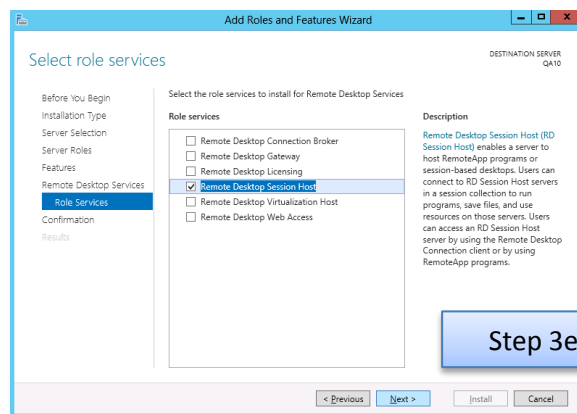 Add Roles and Features Wizard
Select role services
DESTINATION SERVER
QA10
Before You Begin
Installation Type
Server Selection
Server Roles
Features
Remote Desktop Services
Role Services
Confirmation
Results
Select the role services to install for Remote Desktop Services
Role services
Remote Desktop Connection Broker
Remote Desktop Gateway
Remote Desktop Licensing
Remote Desktop Session Host
Remote Desktop Virtualization Host
Remote Desktop Web Access
Description
Remote Desktop Session Host (RD
Session Host) enables a server to
host RemoteApp programs or
session-based desktops. Users can
connect to RD Session Host servers
in a session collection to run
programs, save files, and use
resources on those servers. Users
can access an RD Session Host
server by using the Remote Desktop
Connection client or by using
RemoteApp programs.
Step 3e
< Previous
Next >
Install
Cancel